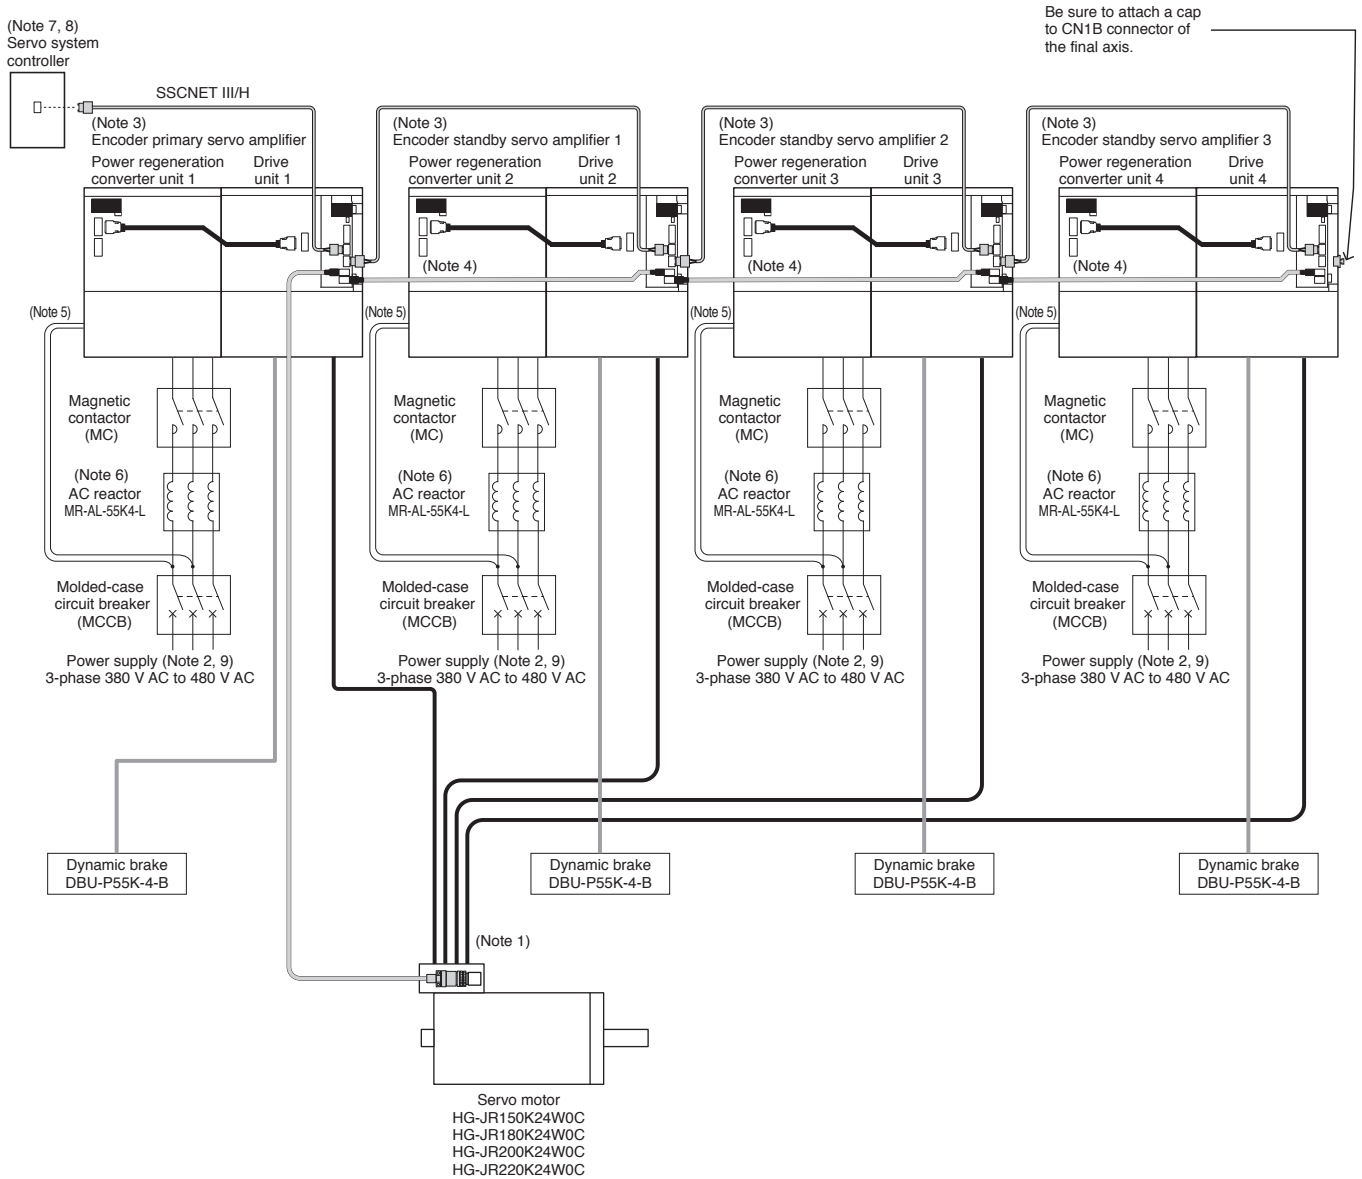 Be sure to attach a cap
to CN1B connector of
the final axis.
(Note 7, 8)
Servo system
controller
SSCNET III/H
(Note 3)
Encoder primary servo amplifier
Power regeneration
converter unit 1
Drive
unit 1
(Note 3)
Encoder standby servo amplifier 1
Power regeneration
converter unit 2
Drive
unit 2
(Note 3)
Encoder standby servo amplifier 2
Power regeneration
converter unit 3
Drive
unit 3
(Note 3)
Encoder standby servo amplifier 3
Power regeneration
converter unit 4
Drive
unit 4
(Note 4)
(Note 4)
(Note 4)
(Note 5)
(Note 5)
(Note 5)
(Note 5)
Magnetic
contactor
(MC)
Magnetic
contactor
(MC)
Magnetic
contactor
(MC)
Magnetic
contactor
(MC)
(Note 6)
AC reactor
MR-AL-55K4-L
(Note 6)
AC reactor
MR-AL-55K4-L
(Note 6)
AC reactor
MR-AL-55K4-L
(Note 6)
AC reactor
MR-AL-55K4-L
Molded-case
circuit breaker
(MCCB)
Molded-case
circuit breaker
(MCCB)
Molded-case
circuit breaker
(MCCB)
Molded-case
circuit breaker
(MCCB)
Power supply (Note 2, 9)
3-phase 380 V AC to 480 V AC
Power supply (Note 2, 9)
3-phase 380 V AC to 480 V AC
Power supply (Note 2, 9)
3-phase 380 V AC to 480 V AC
Power supply (Note 2, 9)
3-phase 380 V AC to 480 V AC
Dynamic brake
DBU-P55K-4-B
Dynamic brake
DBU-P55K-4-B
Dynamic brake
DBU-P55K-4-B
Dynamic brake
DBU-P55K-4-B
(Note 1)
Servo motor
HG-JR150K24W0C
HG-JR180K24W0C
HG-JR200K24W0C
HG-JR220K24W0C